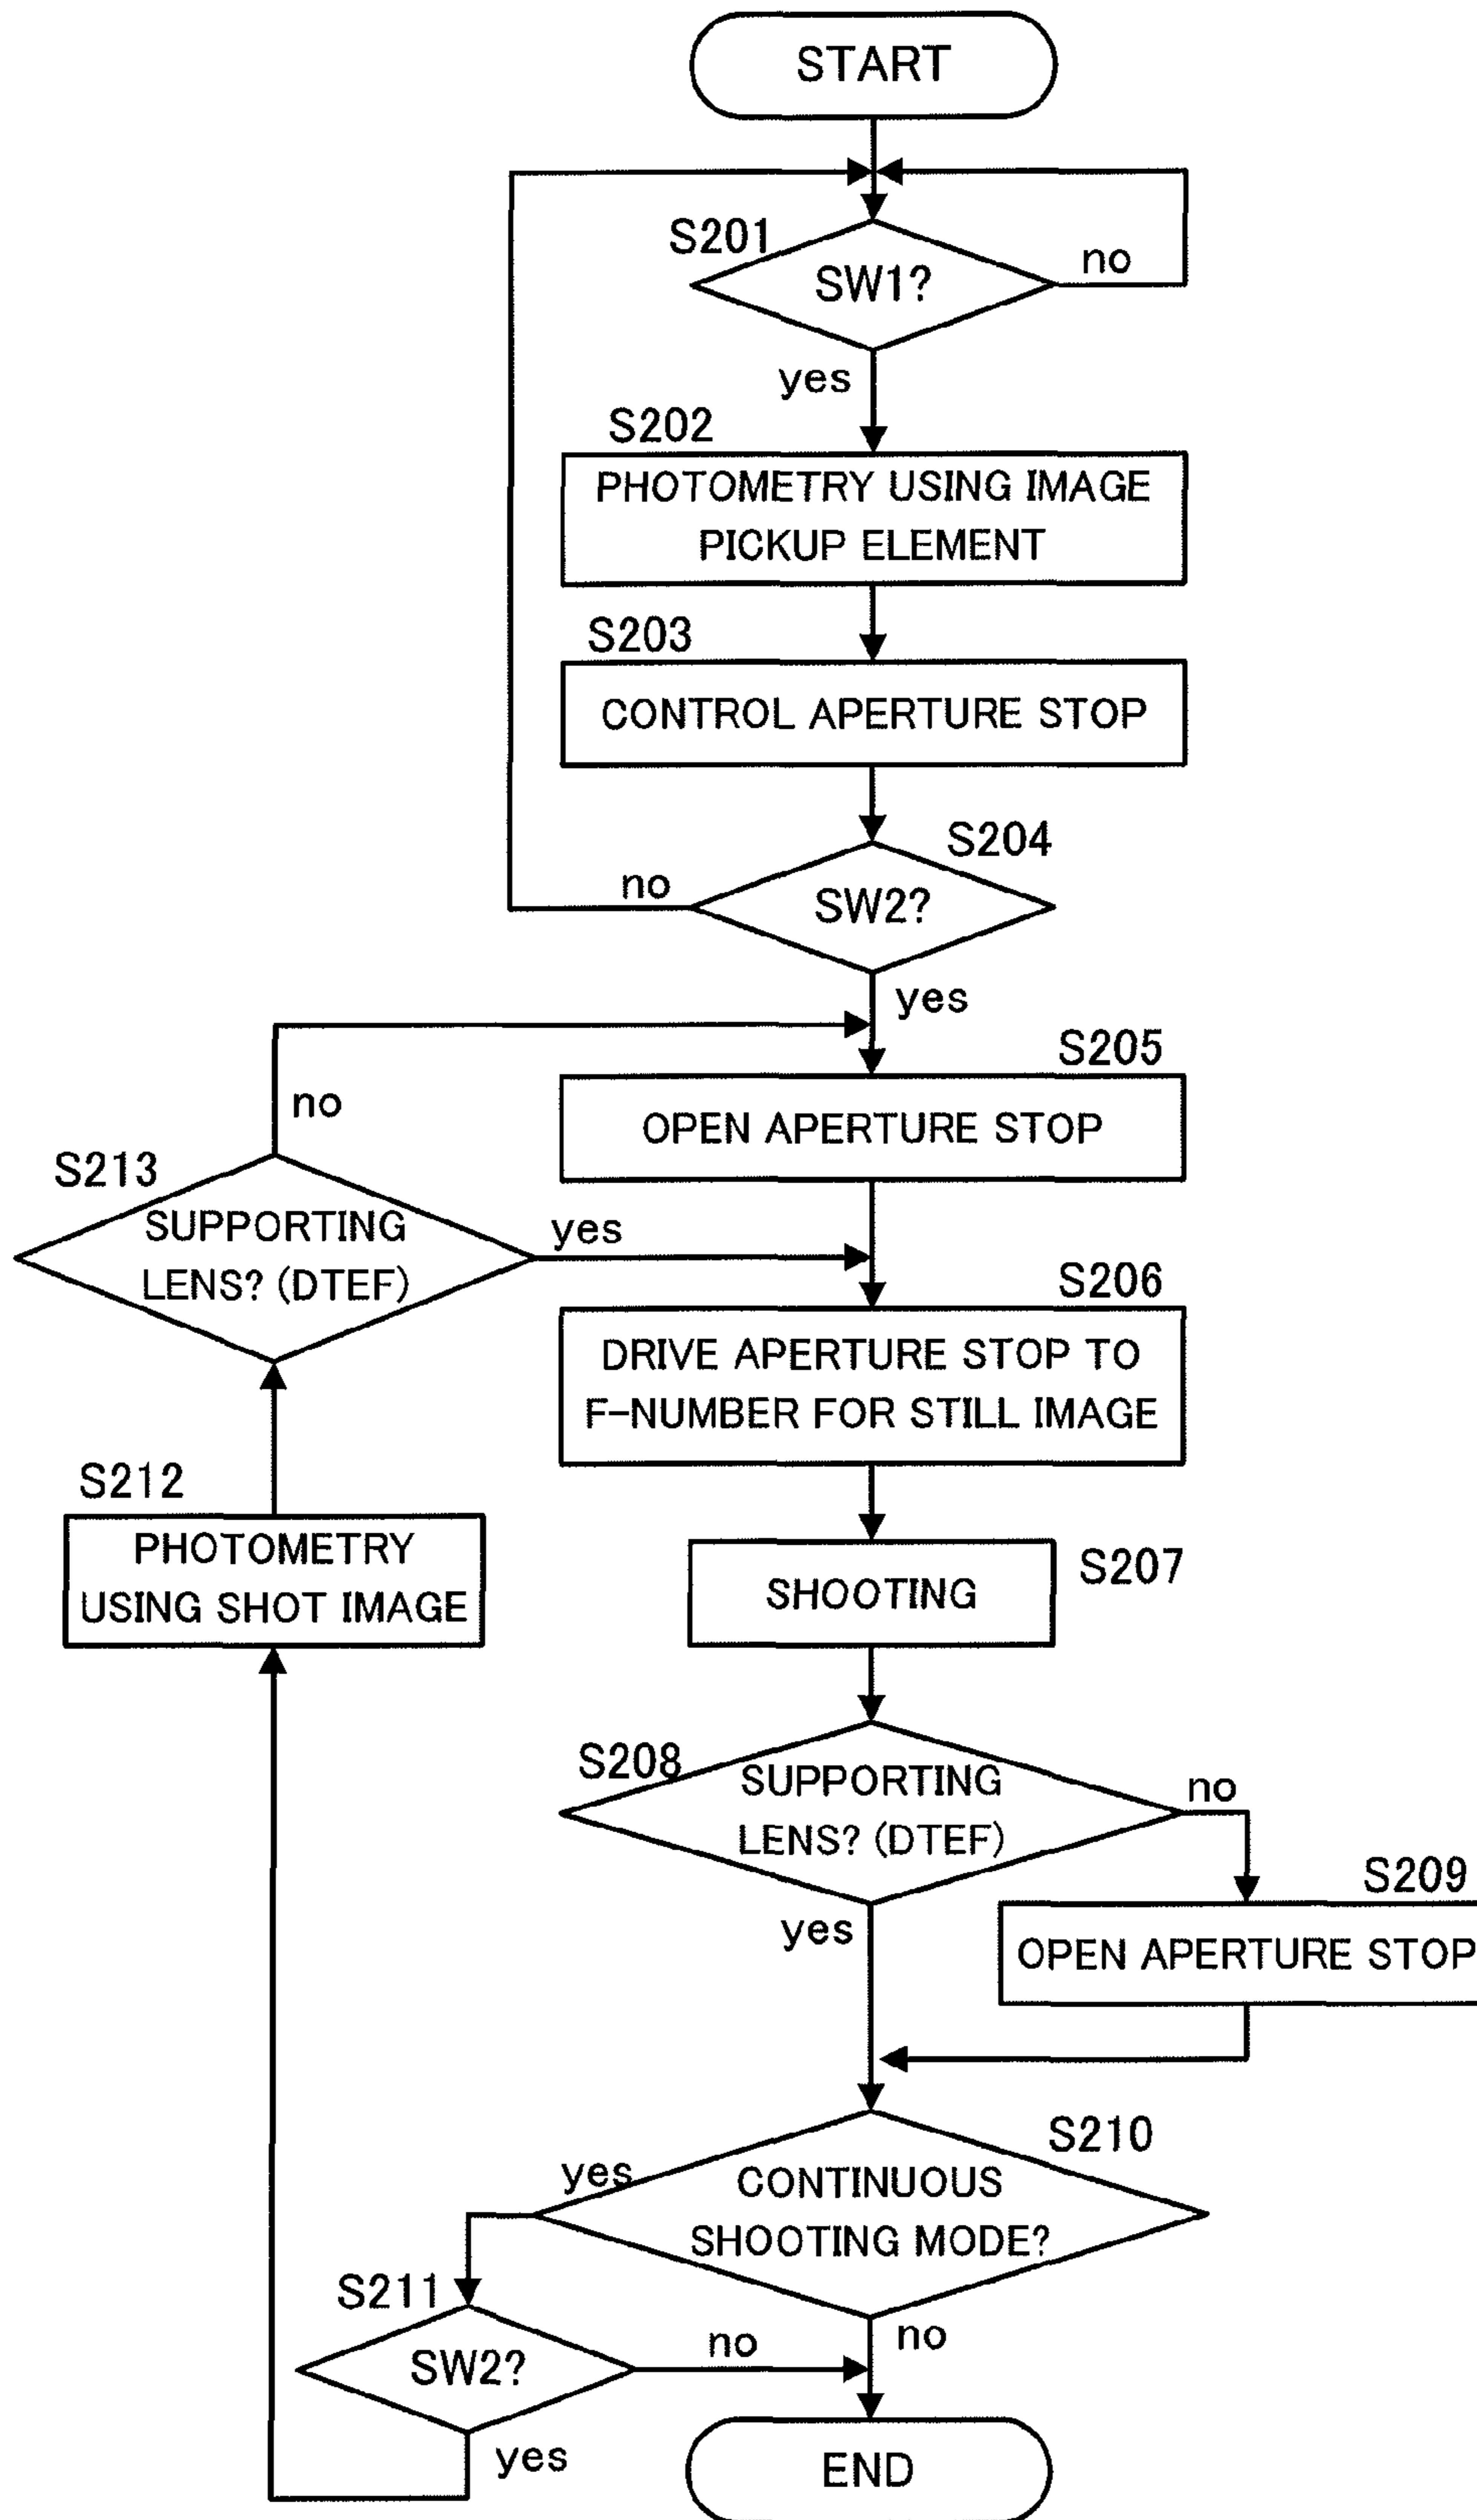 START
S201
SW1?
no
yes
S202
PHOTOMETRY USING IMAGE
PICKUP ELEMENT
S203
CONTROL APERTURE STOP
S204
SW2?
no
yes
S205
OPEN APERTURE STOP
no
S213
SUPPORTING
LENS? (DTEF)
yes
S206
DRIVE APERTURE STOP TO
F-NUMBER FOR STILL IMAGE
S212
PHOTOMETRY
USING SHOT IMAGE
S207
SHOOTING
S208
SUPPORTING
LENS? (DTEF)
no
yes
S209
OPEN APERTURE STOP
S210
CONTINUOUS
SHOOTING MODE?
yes
no
S211
SW2?
no
yes
END